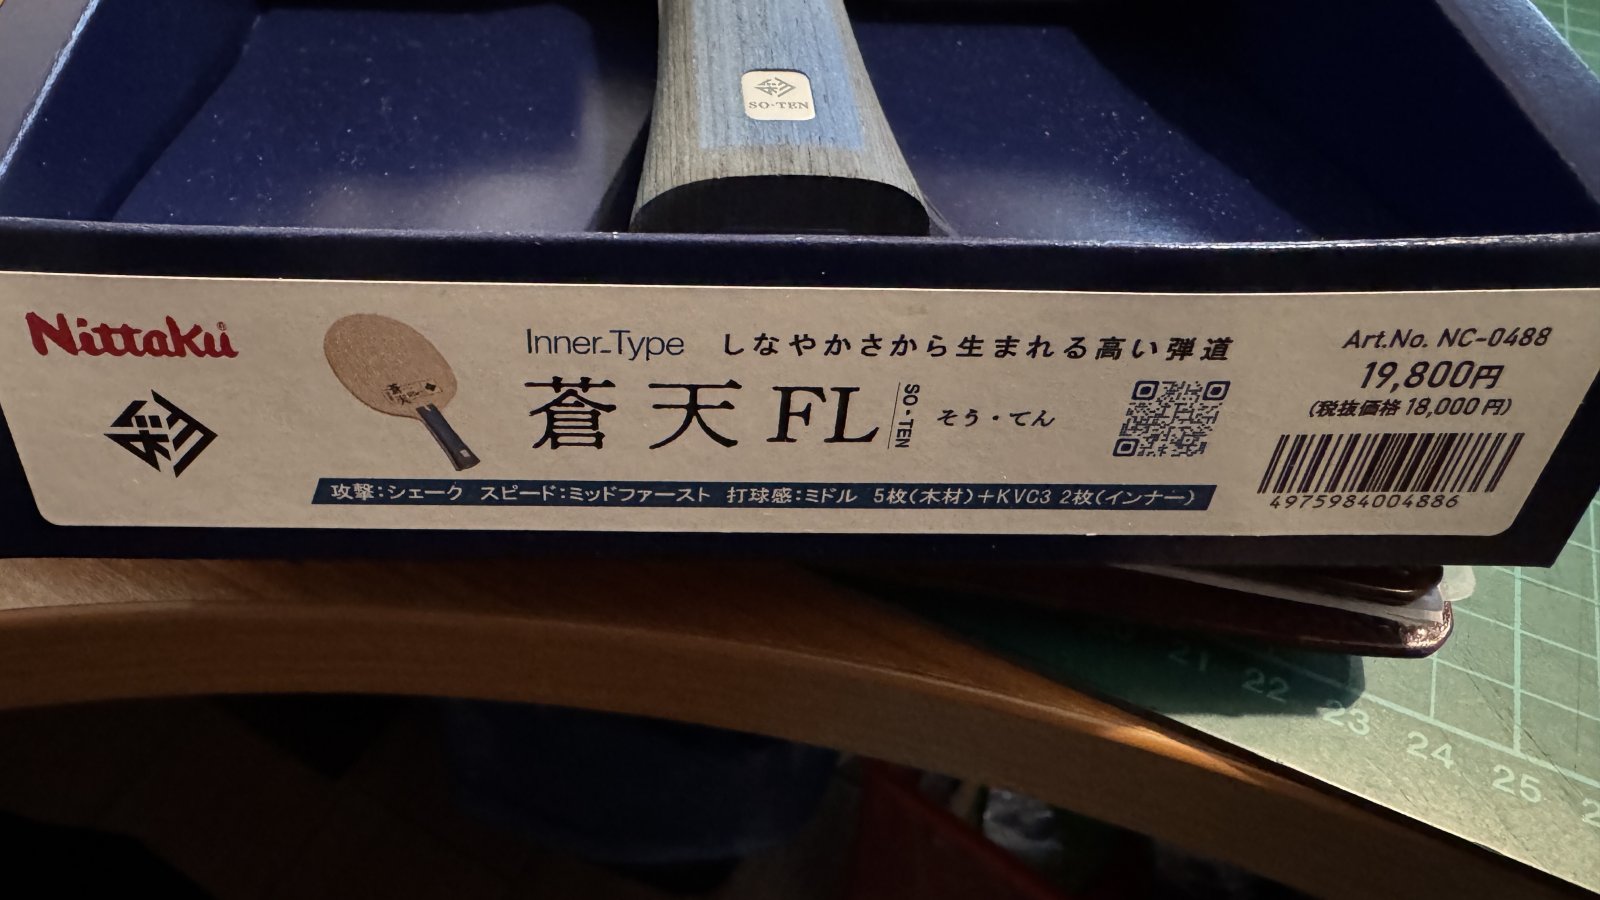 SO-TEN
Nittaku®
Inner_Type しなやかさから生まれる高い弾道
蒼天 FL SO・TEN そう・てん
攻撃:シェーク スピード:ミッドファースト 打球感:ミドル 5枚(木材)+KVC3 2枚(インナー)
Art.No. NC-0488
19,800円
(税抜価格 18,000円)
4975984004886
21 22 23 24 25